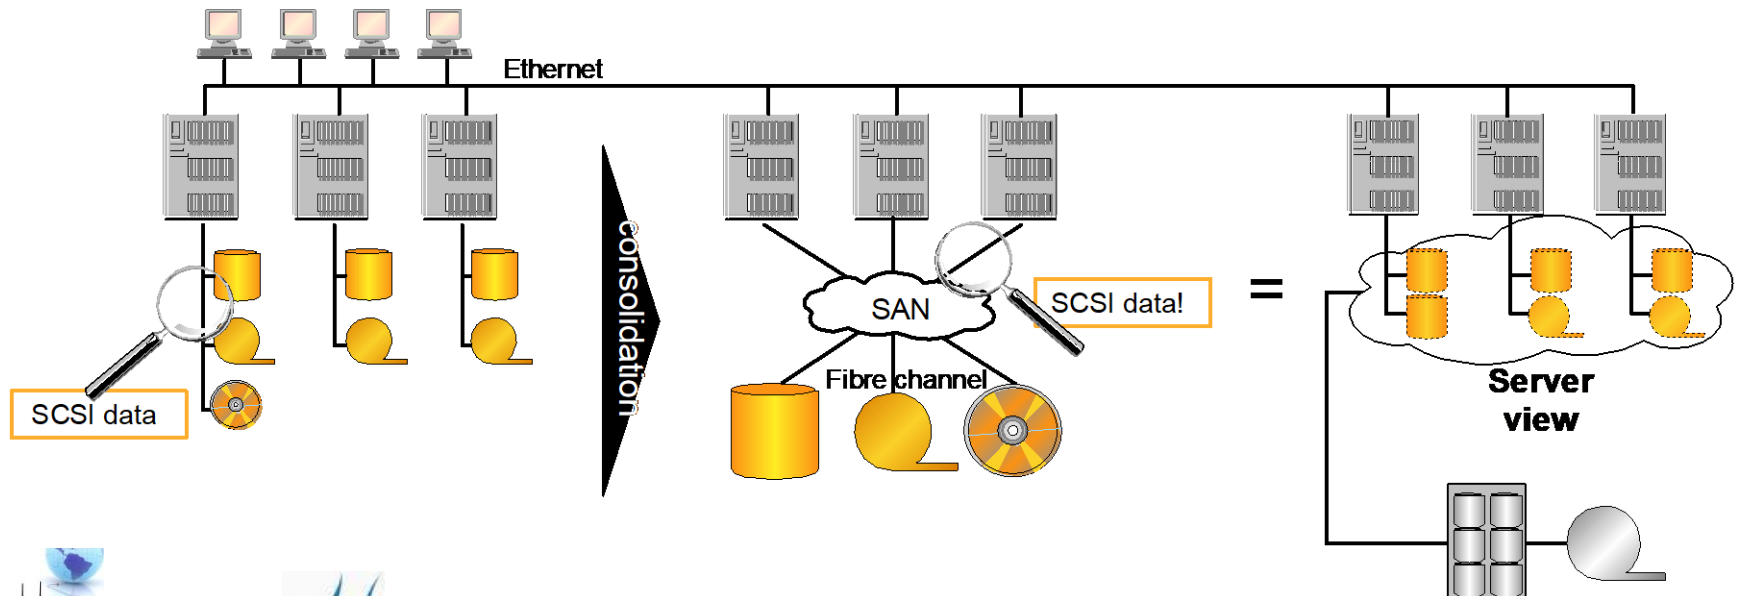 Ethernet
consolidation
SCSI data
SAN
SCSI data!
Fibre channel
=
Server
view